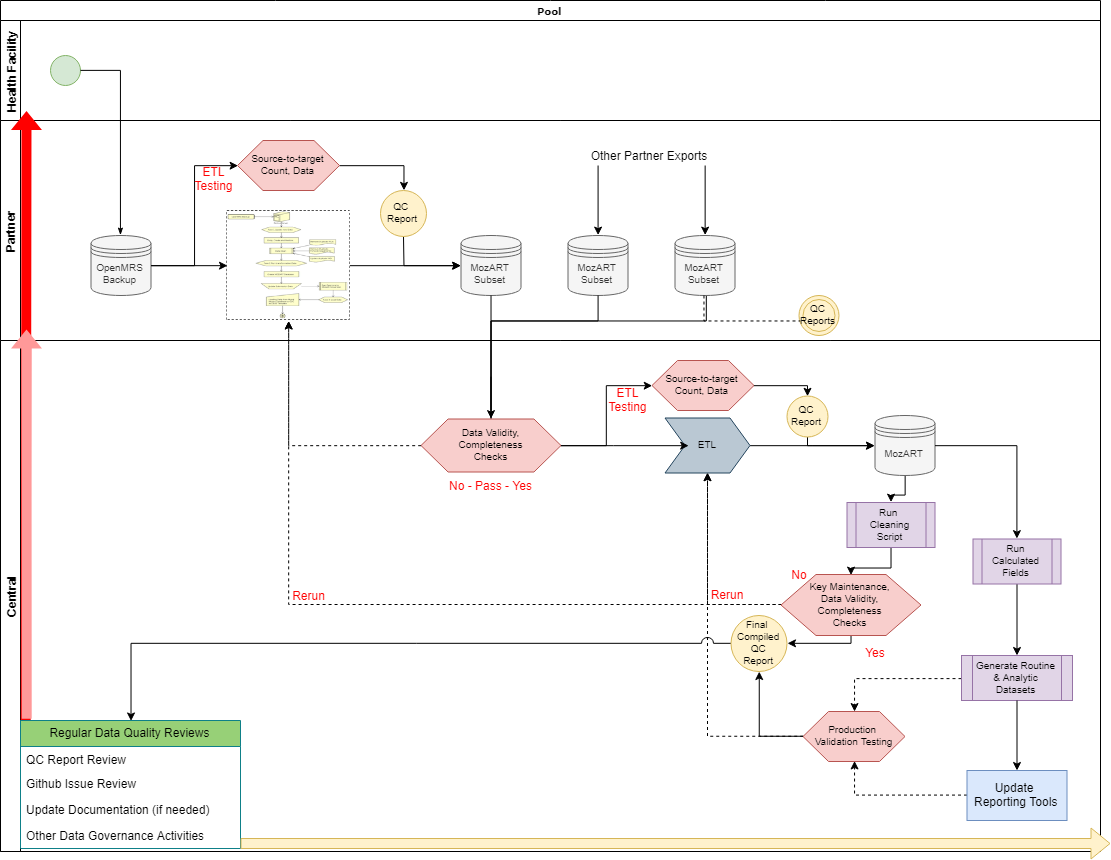 Pool
Health Facility
Partner
Central
Source-to-target
Count, Data
ETL
Testing
QC
Report
Other Partner Exports
OpenMRS
Backup
MozART
Subset
MozART
Subset
MozART
Subset
QC
Reports
Source-to-target
Count, Data
ETL
Testing
QC
Report
Data Validity,
Completeness
Checks
No - Pass - Yes
ETL
MozART
Run
Cleaning
Script
Run
Calculated
Fields
No
Key Maintenance,
Data Validity,
Completeness
Checks
Rerun
Rerun
Yes
Final
Compiled
QC
Report
Generate Routine
& Analytic
Datasets
Production
Validation Testing
Update
Reporting Tools
Regular Data Quality Reviews
QC Report Review
Github Issue Review
Update Documentation (if needed)
Other Data Governance Activities